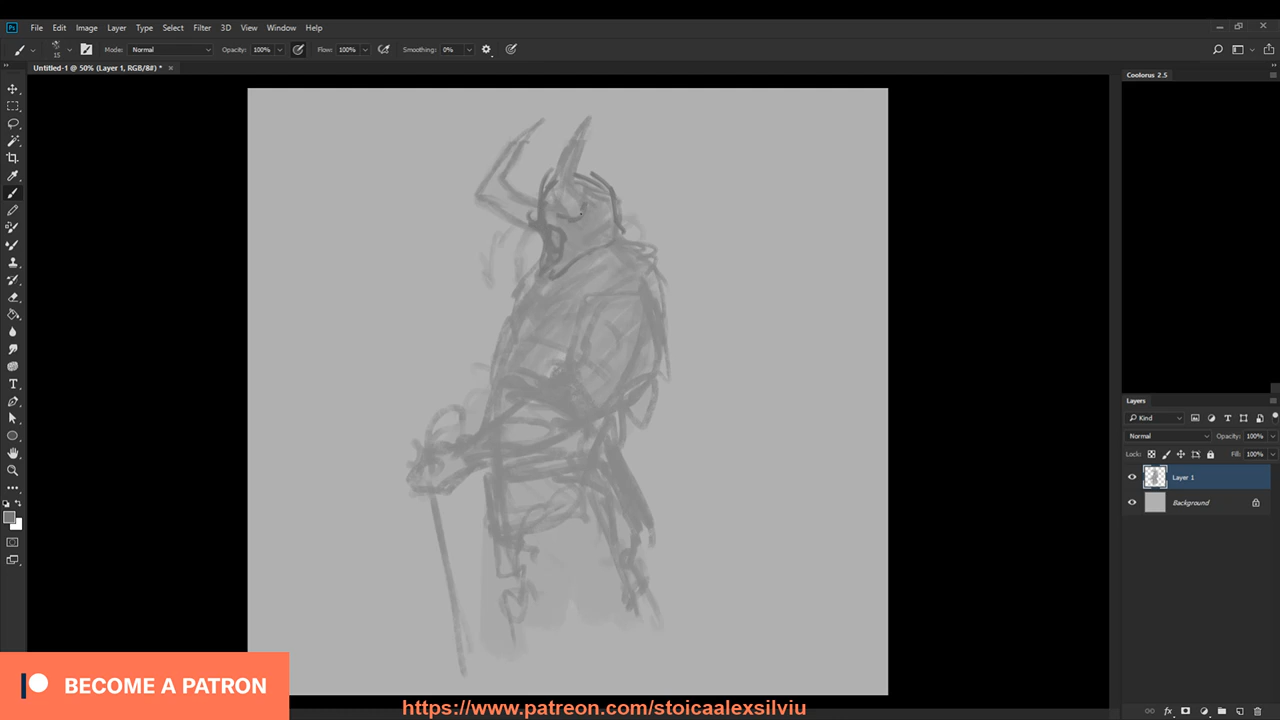 Ps File Edit Image Layer Type Select Filter 3D View Window Help
15 Mode: Normal Opacity: 100% Flow: 100% Smoothing: 0%
Untitled-1 @ 50% (Layer 1, RGB/8#) * ×
Coolorus 2.5
Layers
Kind
Normal Opacity: 100%
Lock: Fill: 100%
Layer 1
Background
BECOME A PATRON
https://www.patreon.com/stoicaalexsilviu